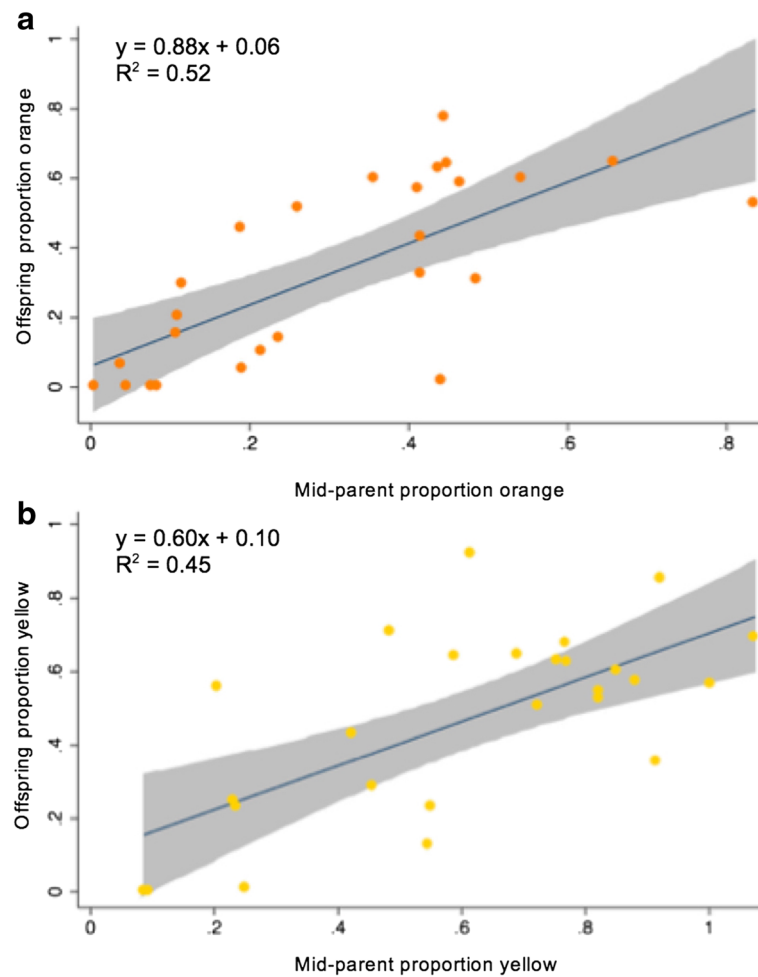 a
y = 0.88x + 0.06
R² = 0.52
Offspring proportion orange
1
.8
.6
.4
.2
0
0 .2 .4 .6 .8
Mid-parent proportion orange
b
y = 0.60x + 0.10
R² = 0.45
Offspring proportion yellow
1
.8
.6
.4
.2
0
0 .2 .4 .6 .8 1
Mid-parent proportion yellow